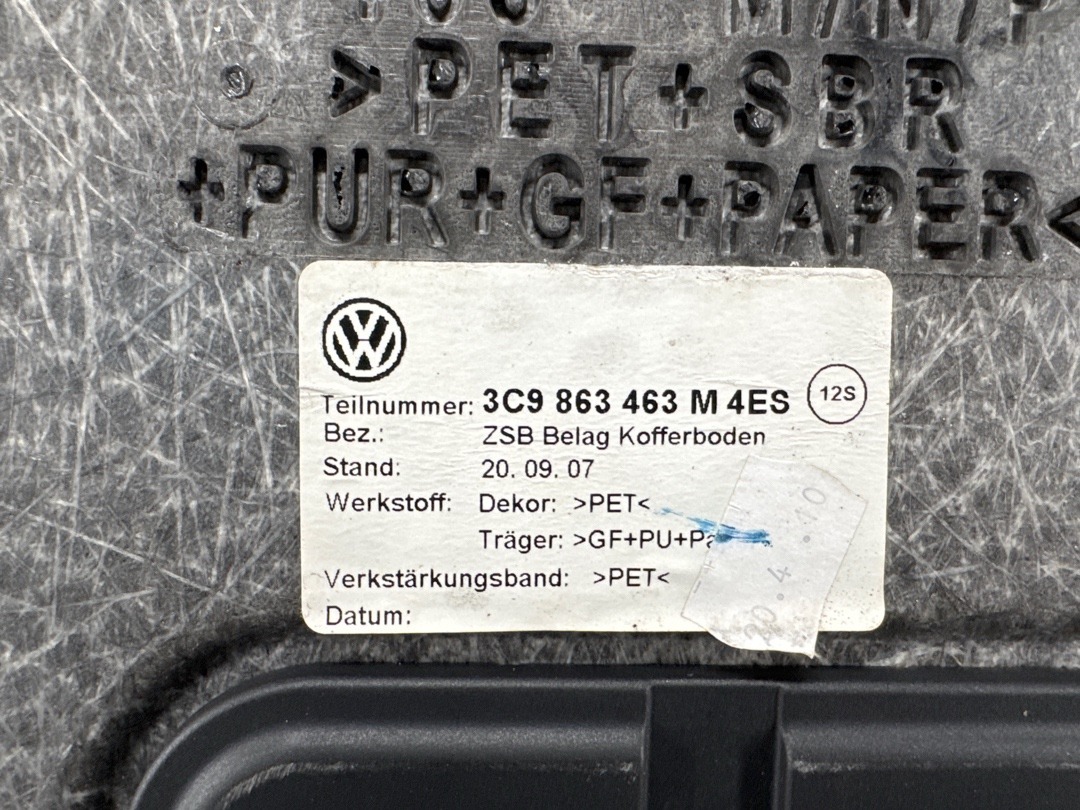 >PET+SBR
+PUR+GF+PAPER<
Teilnummer: 3C9 863 463 M 4ES 12S
Bez.: ZSB Belag Kofferboden
Stand: 20. 09. 07
Werkstoff: Dekor: >PET<
Träger: >GF+PU+Pa
Verkstärkungsband: >PET<
Datum: